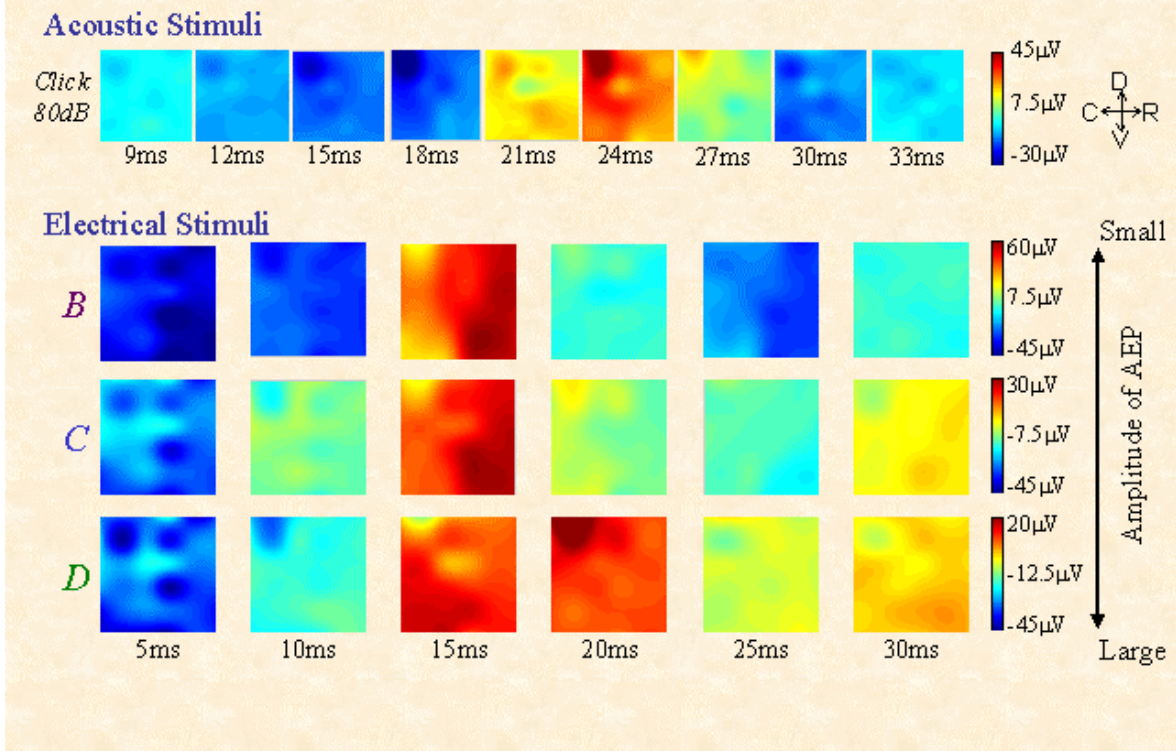 Acoustic Stimuli
Click
80dB
45µV
7.5µV
-30µV
D
C R
V
9ms 12ms 15ms 18ms 21ms 24ms 27ms 30ms 33ms
Electrical Stimuli
Small
B
60µV
7.5µV
-45µV
C
30µV
-7.5µV
-45µV
Amplitude of AEP
D
20µV
-12.5µV
-45µV
5ms 10ms 15ms 20ms 25ms 30ms
Large